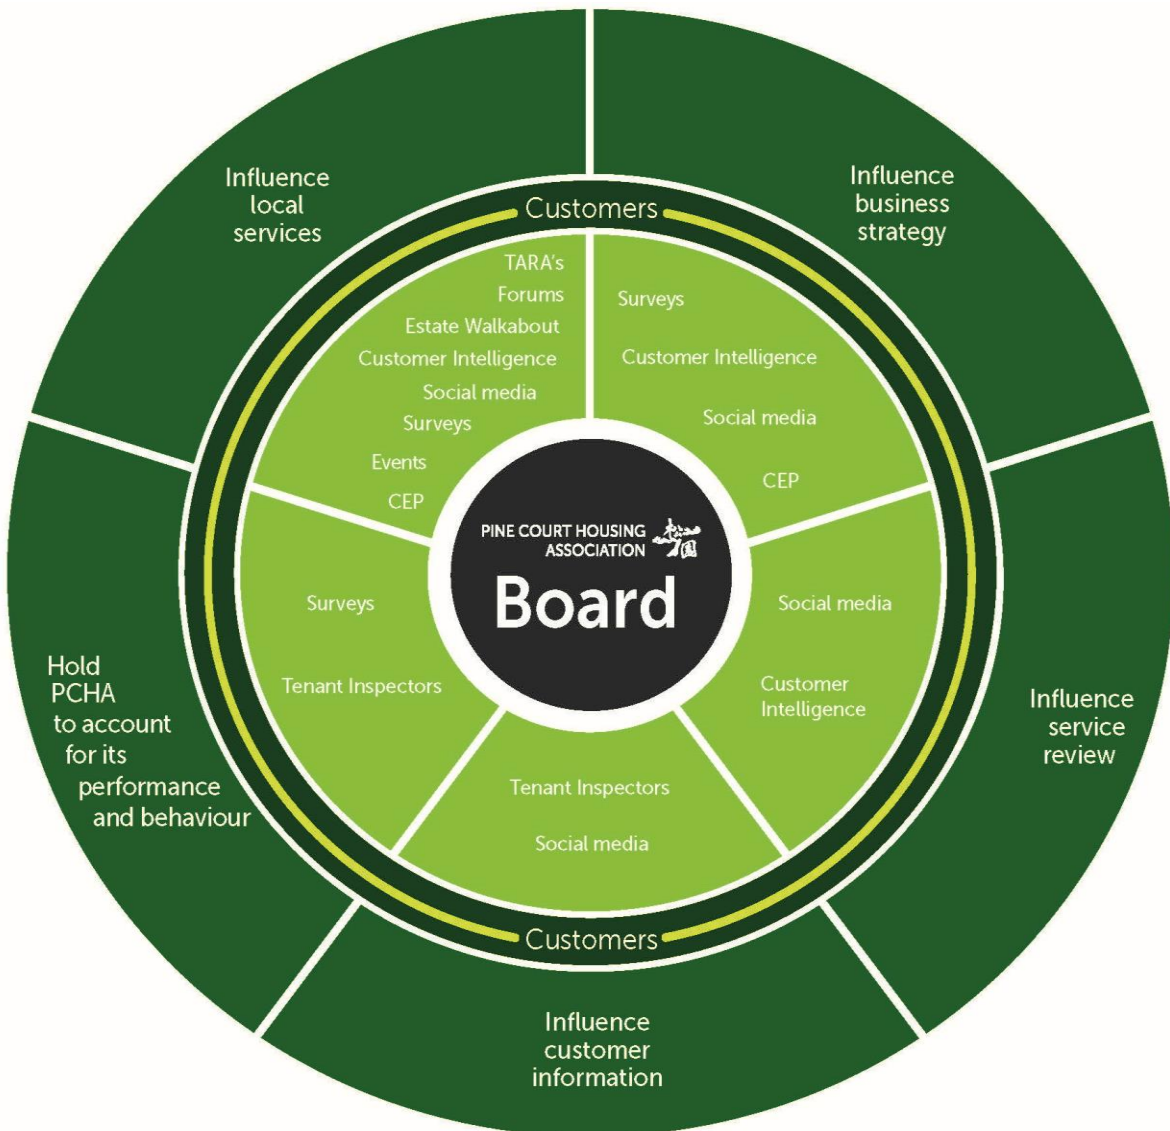 Influence
local
services
Influence
business
strategy
Customers
TARA's
Forums
Estate Walkabout
Customer Intelligence
Social media
Surveys
Events
CEP
Surveys
Customer Intelligence
Social media
CEP
PINE COURT HOUSING
ASSOCIATION
Board
Surveys
Tenant Inspectors
Social media
Customer
Intelligence
Tenant Inspectors
Social media
Hold
PCHA
to account
for its
performance
and behaviour
Influence
service
review
Customers
Influence
customer
information